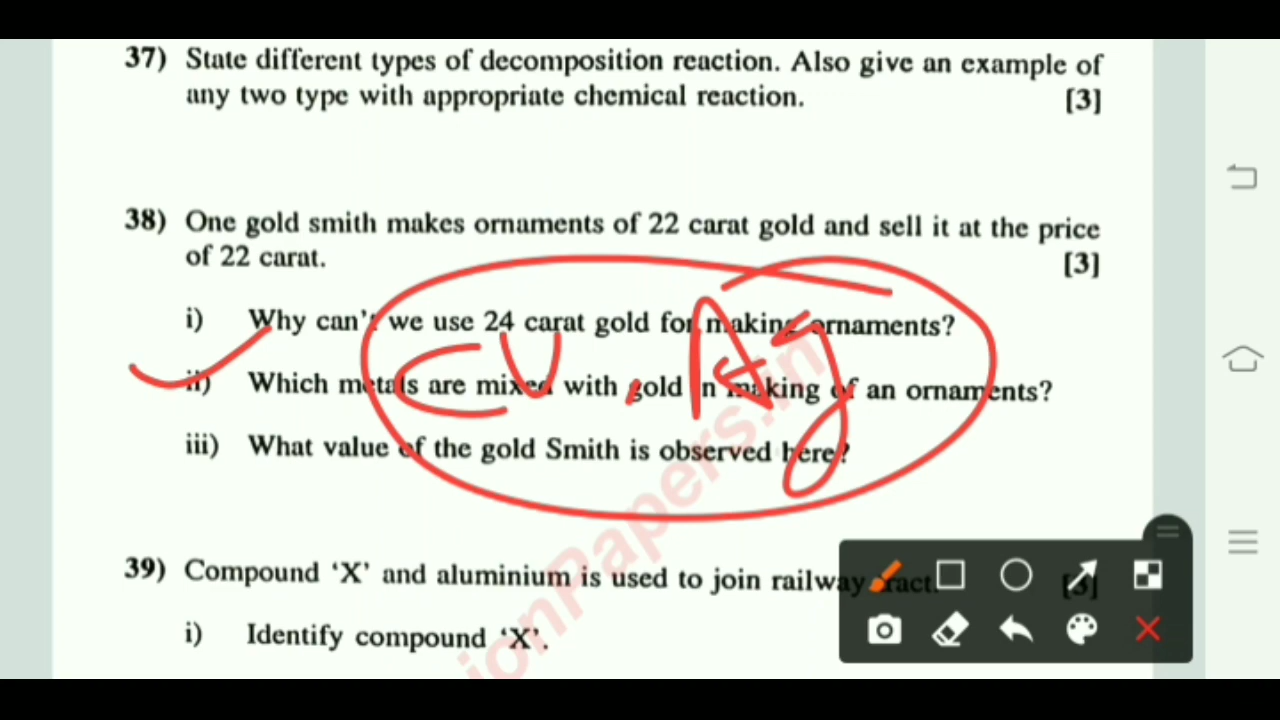 37) State different types of decomposition reaction. Also give an example of
any two type with appropriate chemical reaction. [3]
38) One gold smith makes ornaments of 22 carat gold and sell it at the price
of 22 carat. [3]
i) Why can't we use 24 carat gold for making ornaments?
ii) Which metals are mixed with gold in making of an ornaments?
CU, Ag
iii) What value of the gold Smith is observed here?
39) Compound ‘X’ and aluminium is used to join railway tract. [3]
i) Identify compound ‘X’.
ionPapers.in